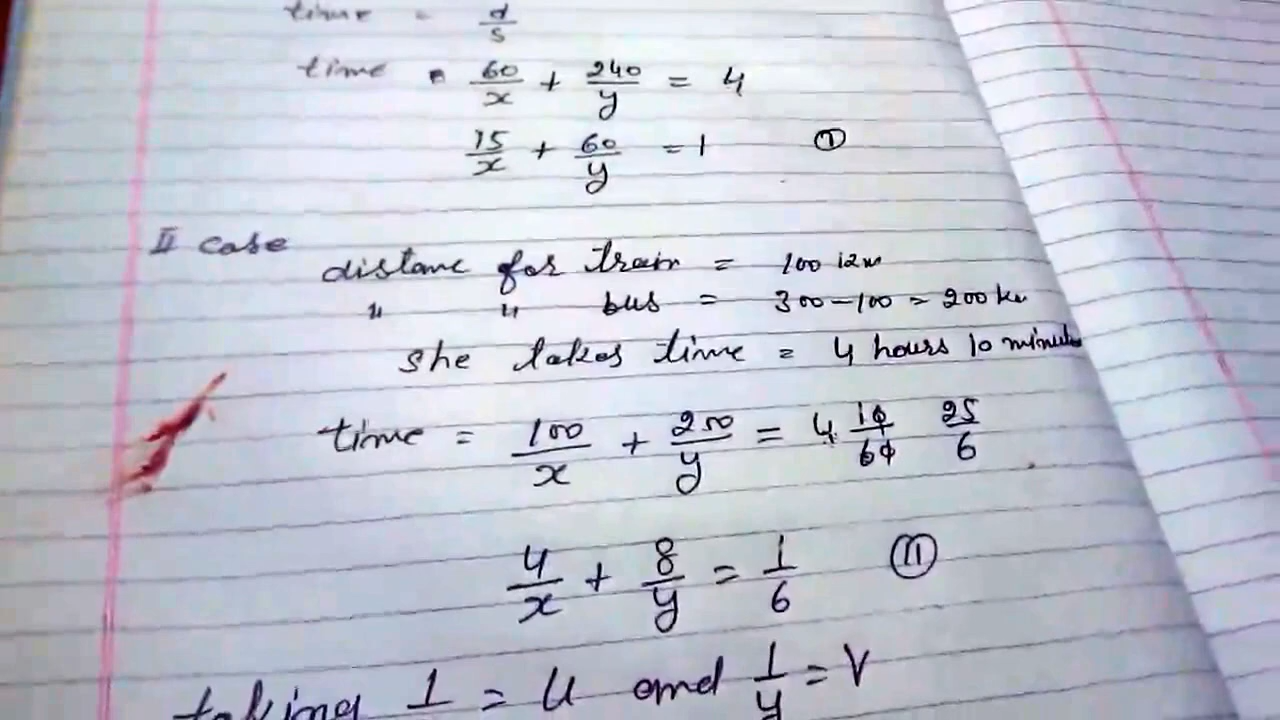 time = d/s
time = 60/x + 240/y = 4
15/x + 60/y = 1 ①
II case
distanc for train = 100 km
" " bus = 300-100 = 200 km
she takes time = 4 hours 10 minutes
time = 100/x + 200/y = 4 10/60 25/6
4/x + 8/y = 1/6 ⑪
taking 1 = u and 1/y = v